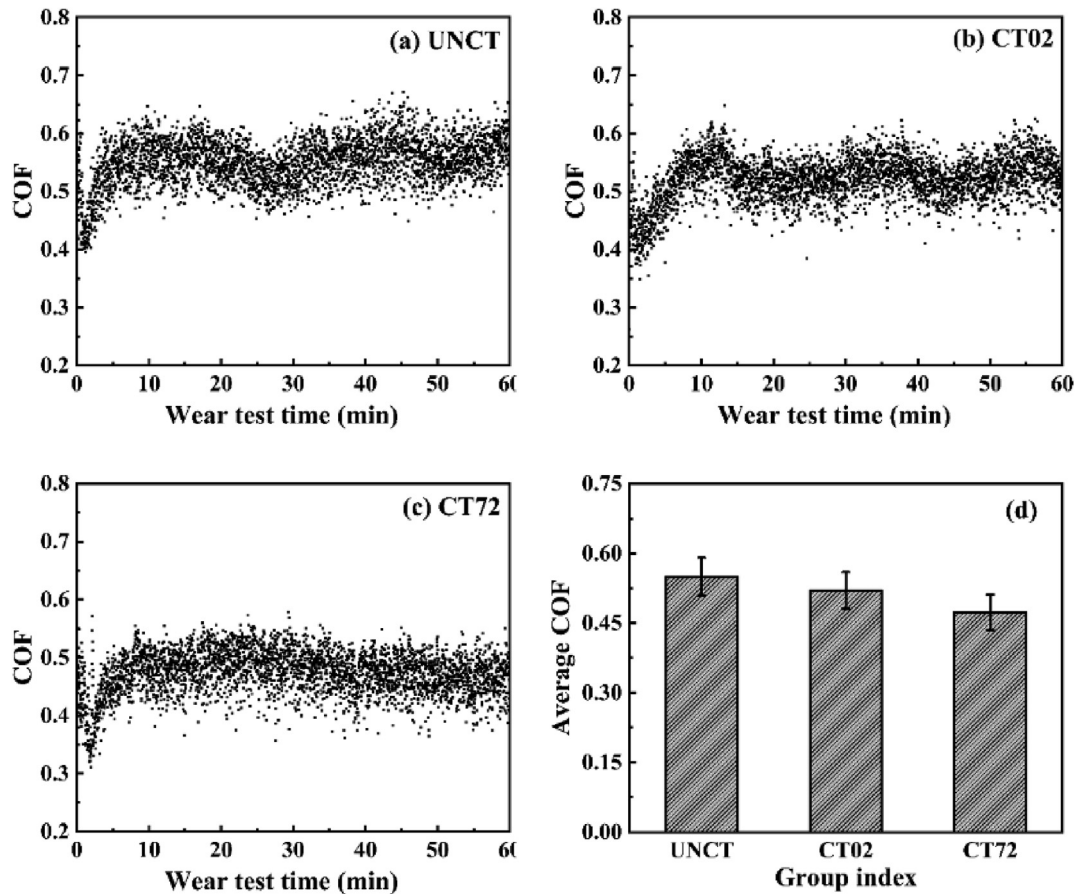 (a) UNCT
0.8
0.7
0.6
0.5
0.4
0.3
0.2
COF
0 10 20 30 40 50 60
Wear test time (min)
(b) CT02
0.8
0.7
0.6
0.5
0.4
0.3
0.2
COF
0 10 20 30 40 50 60
Wear test time (min)
(c) CT72
0.8
0.7
0.6
0.5
0.4
0.3
0.2
COF
0 10 20 30 40 50 60
Wear test time (min)
(d)
0.75
0.60
0.45
0.30
0.15
0.00
Average COF
UNCT CT02 CT72
Group index